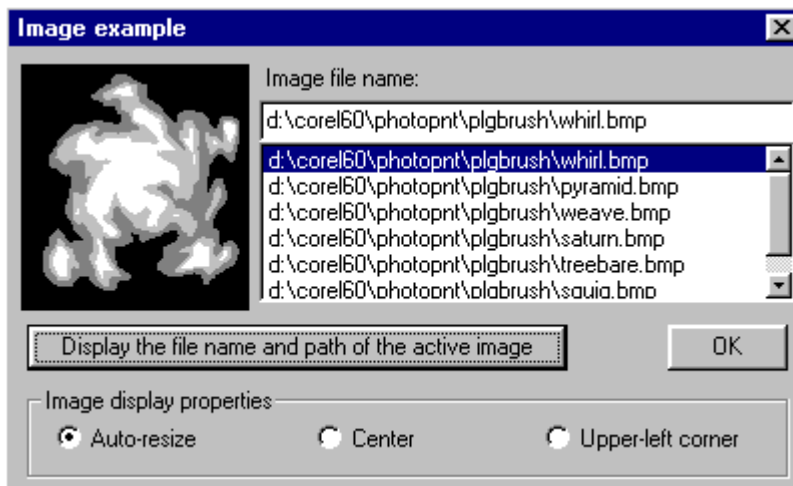 Image example
Image file name:
d:\corel60\photopnt\plgbrush\whirl.bmp
d:\corel60\photopnt\plgbrush\whirl.bmp
d:\corel60\photopnt\plgbrush\pyramid.bmp
d:\corel60\photopnt\plgbrush\weave.bmp
d:\corel60\photopnt\plgbrush\saturn.bmp
d:\corel60\photopnt\plgbrush\treebare.bmp
d:\corel60\photopnt\plgbrush\squig.bmp
Display the file name and path of the active image
OK
Image display properties
Auto-resize
Center
Upper-left corner